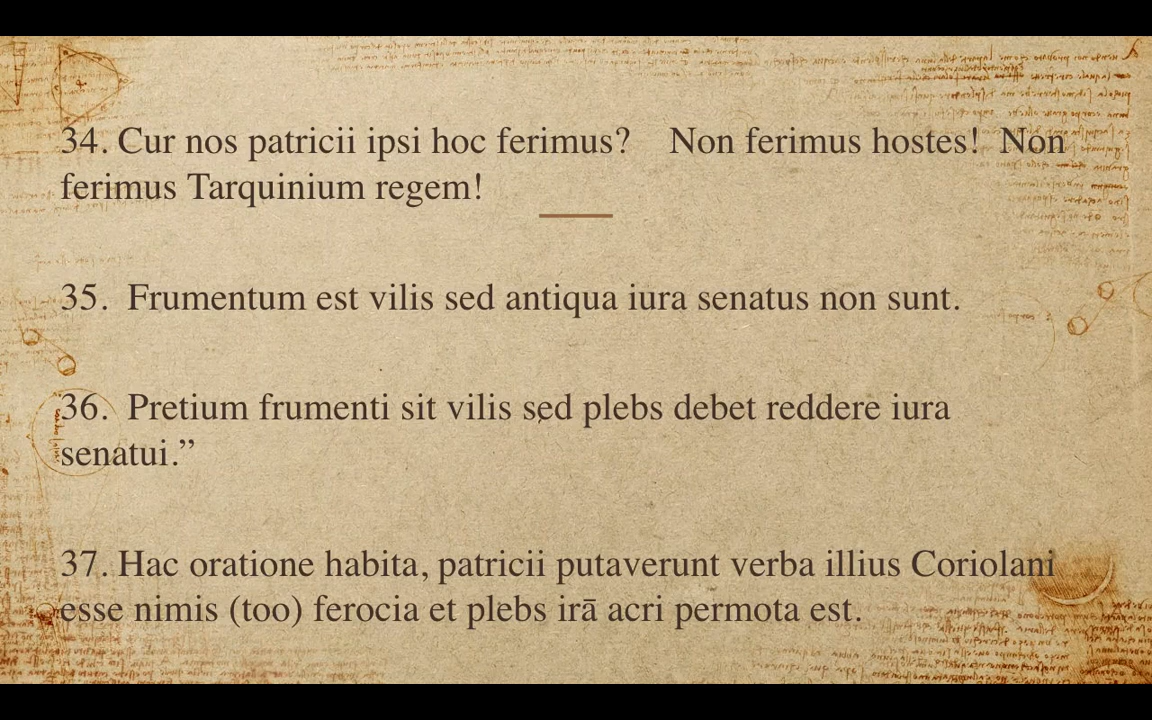 34. Cur nos patricii ipsi hoc ferimus? Non ferimus hostes! Non
ferimus Tarquinium regem!
35. Frumentum est vilis sed antiqua iura senatus non sunt.
36. Pretium frumenti sit vilis sed plebs debet reddere iura
senatui.”
37. Hac oratione habita, patricii putaverunt verba illius Coriolani
esse nimis (too) ferocia et plebs irā acri permota est.